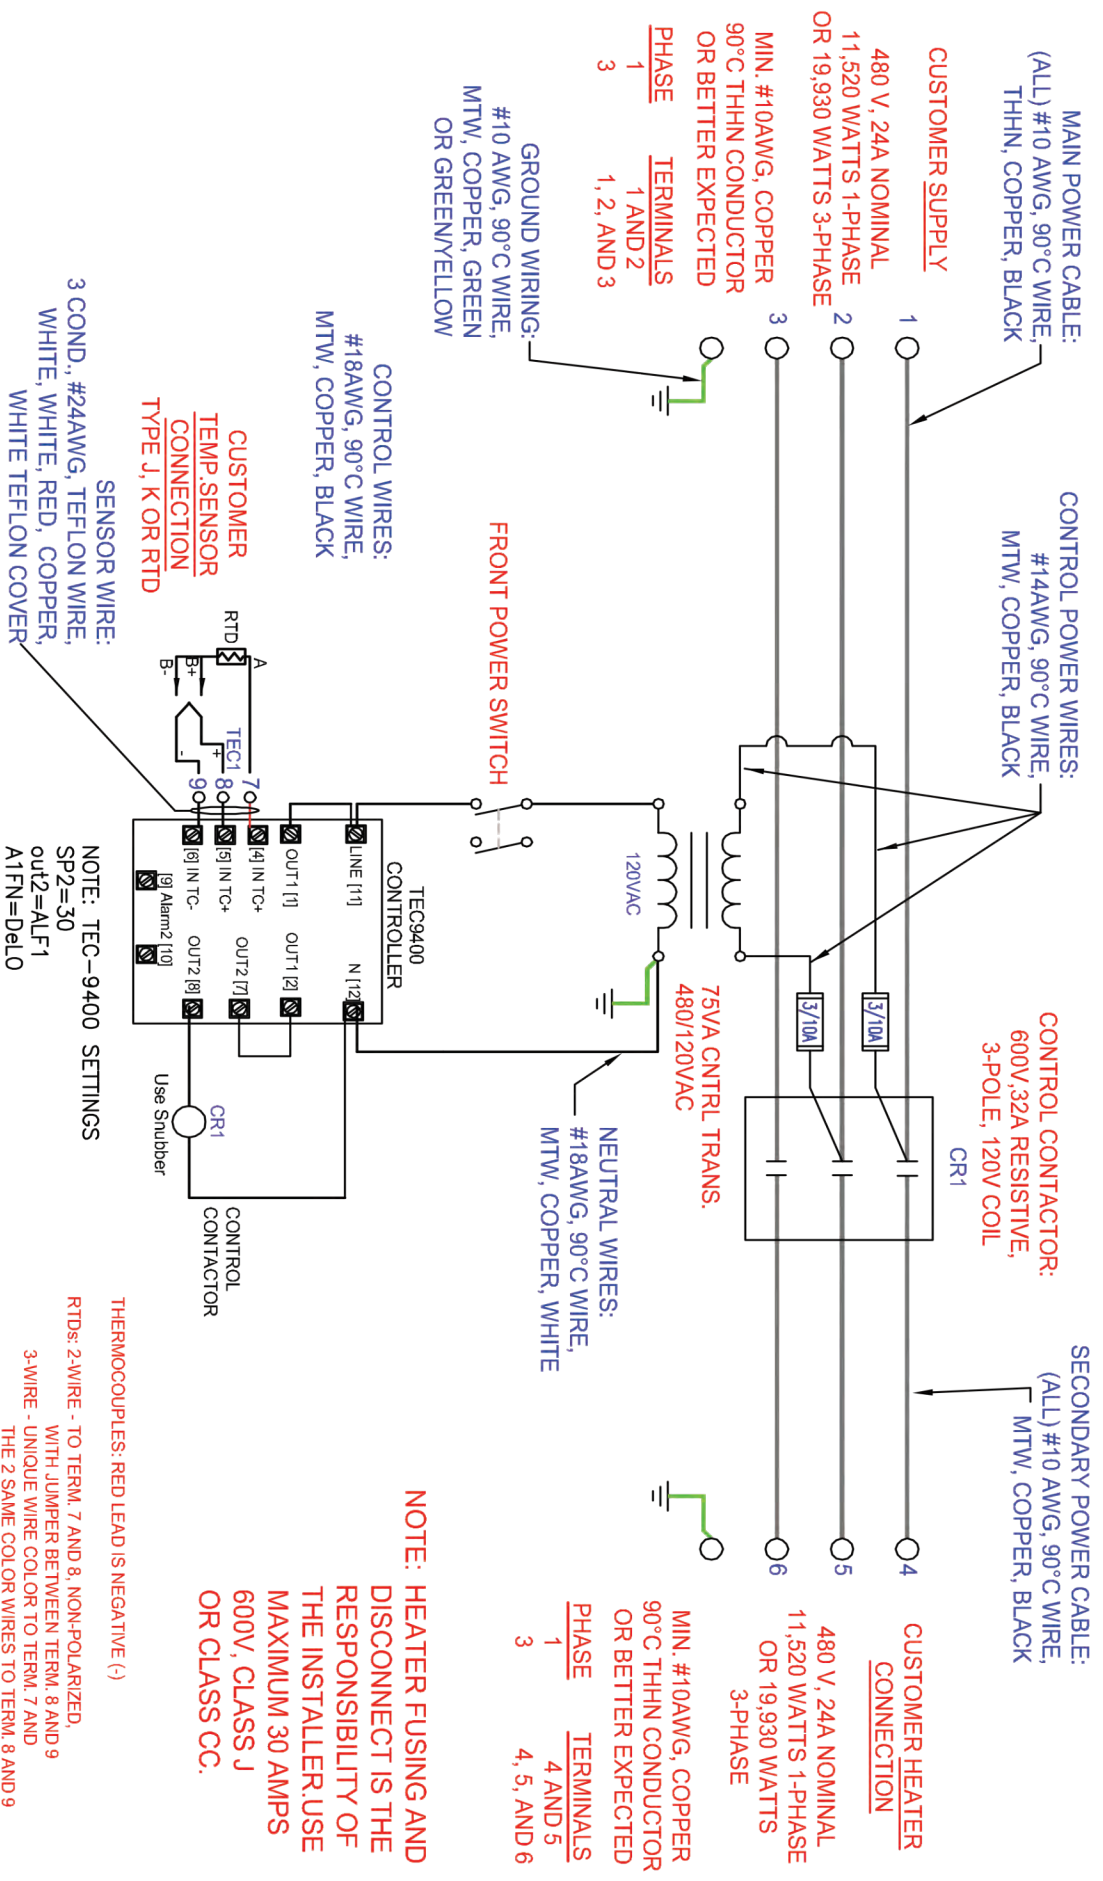 MAIN POWER CABLE:
(ALL) #10 AWG, 90°C WIRE,
THHN, COPPER, BLACK
CONTROL POWER WIRES:
#14AWG, 90°C WIRE,
MTW, COPPER, BLACK
CONTROL CONTACTOR:
600V,32A RESISTIVE,
3-POLE, 120V COIL
CR1
SECONDARY POWER CABLE:
(ALL) #10 AWG, 90°C WIRE,
MTW, COPPER, BLACK
CUSTOMER SUPPLY
480 V, 24A NOMINAL
11,520 WATTS 1-PHASE
OR 19,930 WATTS 3-PHASE
MIN. #10AWG, COPPER
90°C THHN CONDUCTOR
OR BETTER EXPECTED
PHASE TERMINALS
1 1 AND 2
3 1, 2, AND 3
1
2
3
3/10A
3/10A
4
5
6
CUSTOMER HEATER
CONNECTION
480 V, 24A NOMINAL
11,520 WATTS 1-PHASE
OR 19,930 WATTS
3-PHASE
MIN. #10AWG, COPPER
90°C THHN CONDUCTOR
OR BETTER EXPECTED
PHASE TERMINALS
1 4 AND 5
3 4, 5, AND 6
GROUND WIRING:
#10 AWG, 90°C WIRE,
MTW, COPPER, GREEN
OR GREEN/YELLOW
75VA CNTRL TRANS.
480/120VAC
120VAC
NEUTRAL WIRES:
#18AWG, 90°C WIRE,
MTW, COPPER, WHITE
FRONT POWER SWITCH
CONTROL WIRES:
#18AWG, 90°C WIRE,
MTW, COPPER, BLACK
TEC9400
CONTROLLER
LINE [11]
N [12]
OUT1 [1]
OUT1 [2]
[4] IN TC+
OUT2 [7]
[5] IN TC+
[6] IN TC-
OUT2 [8]
[9] Alarm2 [10]
CUSTOMER
TEMP.SENSOR
CONNECTION
TYPE J, K OR RTD
RTD
A
B+
B-
TEC1
+
-
7
8
9
SENSOR WIRE:
3 COND., #24AWG, TEFLON WIRE,
WHITE, WHITE, RED, COPPER,
WHITE TEFLON COVER
CR1
Use Snubber
CONTROL
CONTACTOR
NOTE: TEC-9400 SETTINGS
SP2=30
out2=ALF1
A1FN=DeLO
NOTE: HEATER FUSING AND
DISCONNECT IS THE
RESPONSIBILITY OF
THE INSTALLER.USE
MAXIMUM 30 AMPS
600V, CLASS J
OR CLASS CC.
THERMOCOUPLES: RED LEAD IS NEGATIVE (-)
RTDs: 2-WIRE - TO TERM. 7 AND 8, NON-POLARIZED,
WITH JUMPER BETWEEN TERM. 8 AND 9
3-WIRE - UNIQUE WIRE COLOR TO TERM. 7 AND
THE 2 SAME COLOR WIRES TO TERM. 8 AND 9